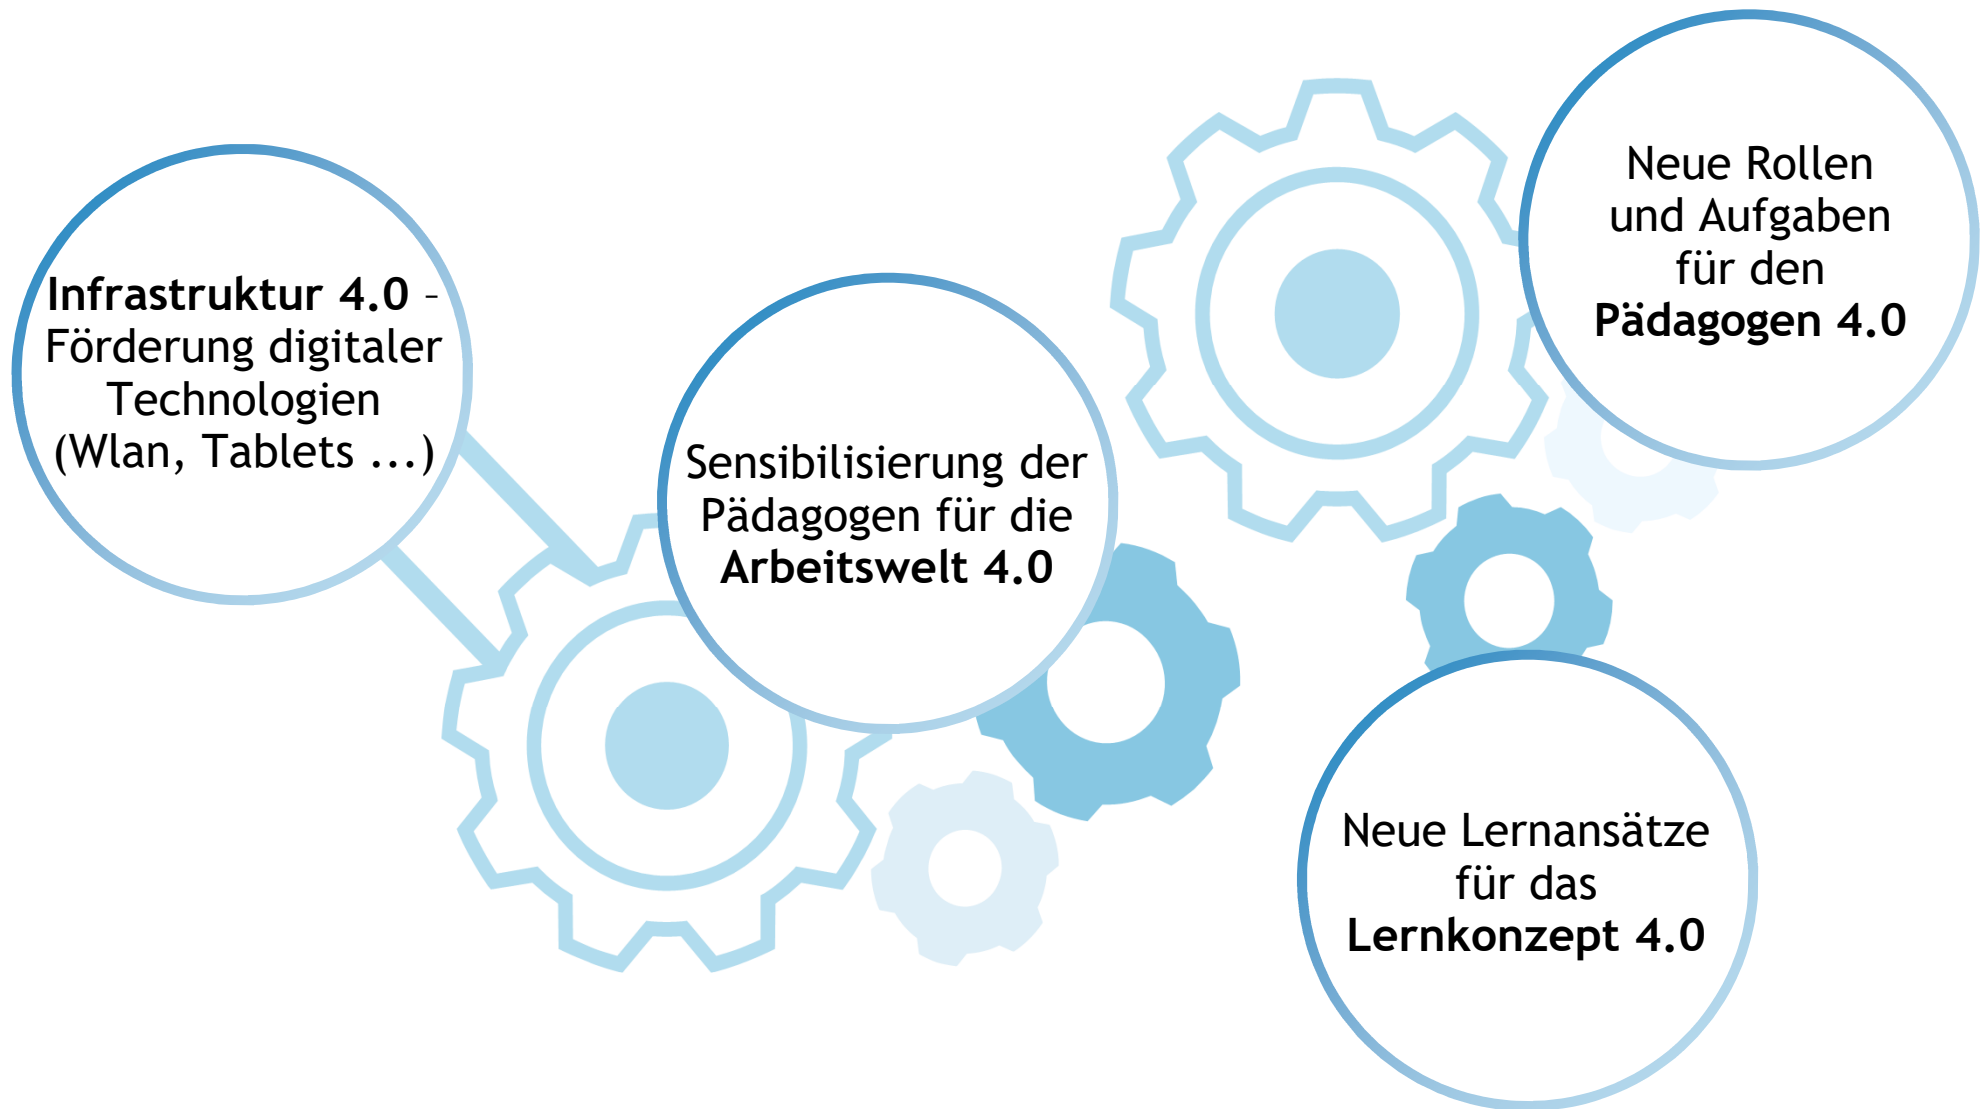 Infrastruktur 4.0 –
Förderung digitaler
Technologien
(Wlan, Tablets ...)
Sensibilisierung der
Pädagogen für die
Arbeitswelt 4.0
Neue Rollen
und Aufgaben
für den
Pädagogen 4.0
Neue Lernansätze
für das
Lernkonzept 4.0